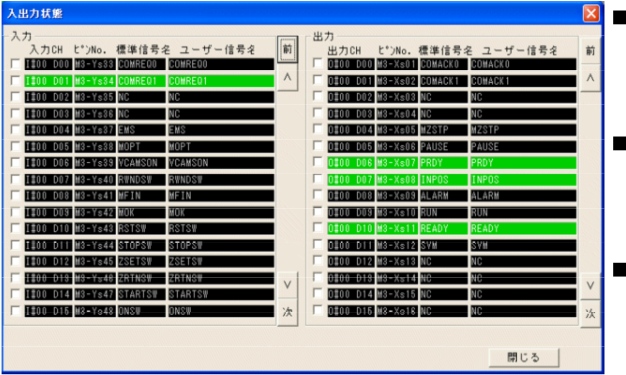 入出力状態
入力
入力CH ピンNo. 標準信号名 ユーザー信号名
前
I#00 D00 M3-Ys33 COMREQ0 COMREQ0
I#00 D01 M3-Ys34 COMREQ1 COMREQ1
∧
I#00 D02 M3-Ys35 NC NC
I#00 D03 M3-Ys36 NC NC
I#00 D04 M3-Ys37 EMS EMS
I#00 D05 M3-Ys38 MOPT MOPT
I#00 D06 M3-Ys39 VCAMSON VCAMSON
I#00 D07 M3-Ys40 RWNDSW RWNDSW
I#00 D08 M3-Ys41 MFIN MFIN
I#00 D09 M3-Ys42 MOK MOK
I#00 D10 M3-Ys43 RSTSW RSTSW
I#00 D11 M3-Ys44 STOPSW STOPSW
I#00 D12 M3-Ys45 ZSETSW ZSETSW
I#00 D13 M3-Ys46 ZRTNSW ZRTNSW
∨
I#00 D14 M3-Ys47 STARTSW STARTSW
I#00 D15 M3-Ys48 ONSW ONSW
次
出力
出力CH ピンNo. 標準信号名 ユーザー信号名
前
O#00 D00 M3-Xs01 COMACK0 COMACK0
O#00 D01 M3-Xs02 COMACK1 COMACK1
∧
O#00 D02 M3-Xs03 NC NC
O#00 D03 M3-Xs04 NC NC
O#00 D04 M3-Xs05 MZSTP MZSTP
O#00 D05 M3-Xs06 PAUSE PAUSE
O#00 D06 M3-Xs07 PRDY PRDY
O#00 D07 M3-Xs08 INPOS INPOS
O#00 D08 M3-Xs09 ALARM ALARM
O#00 D09 M3-Xs10 RUN RUN
O#00 D10 M3-Xs11 READY READY
O#00 D11 M3-Xs12 SYM SYM
O#00 D12 M3-Xs13 NC NC
O#00 D13 M3-Xs14 NC NC
∨
O#00 D14 M3-Xs15 NC NC
O#00 D15 M3-Xs16 NC NC
次
閉じる